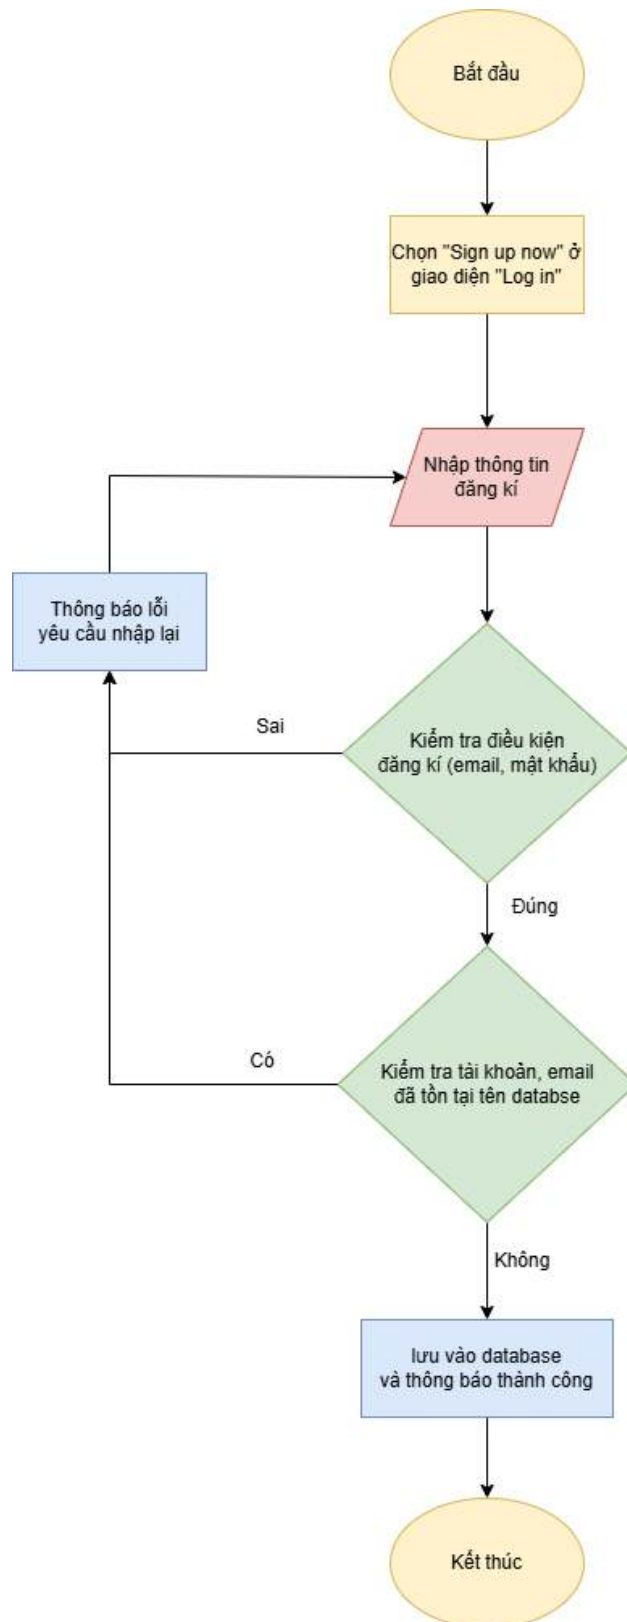 Bắt đầu
Chọn "Sign up now" ở
giao diện "Log in"
Nhập thông tin
đăng kí
Thông báo lỗi
yêu cầu nhập lại
Sai
Kiểm tra điều kiện
đăng kí (email, mật khẩu)
Đúng
Có
Kiểm tra tài khoản, email
đã tồn tại tên databse
Không
lưu vào database
và thông báo thành công
Kết thúc